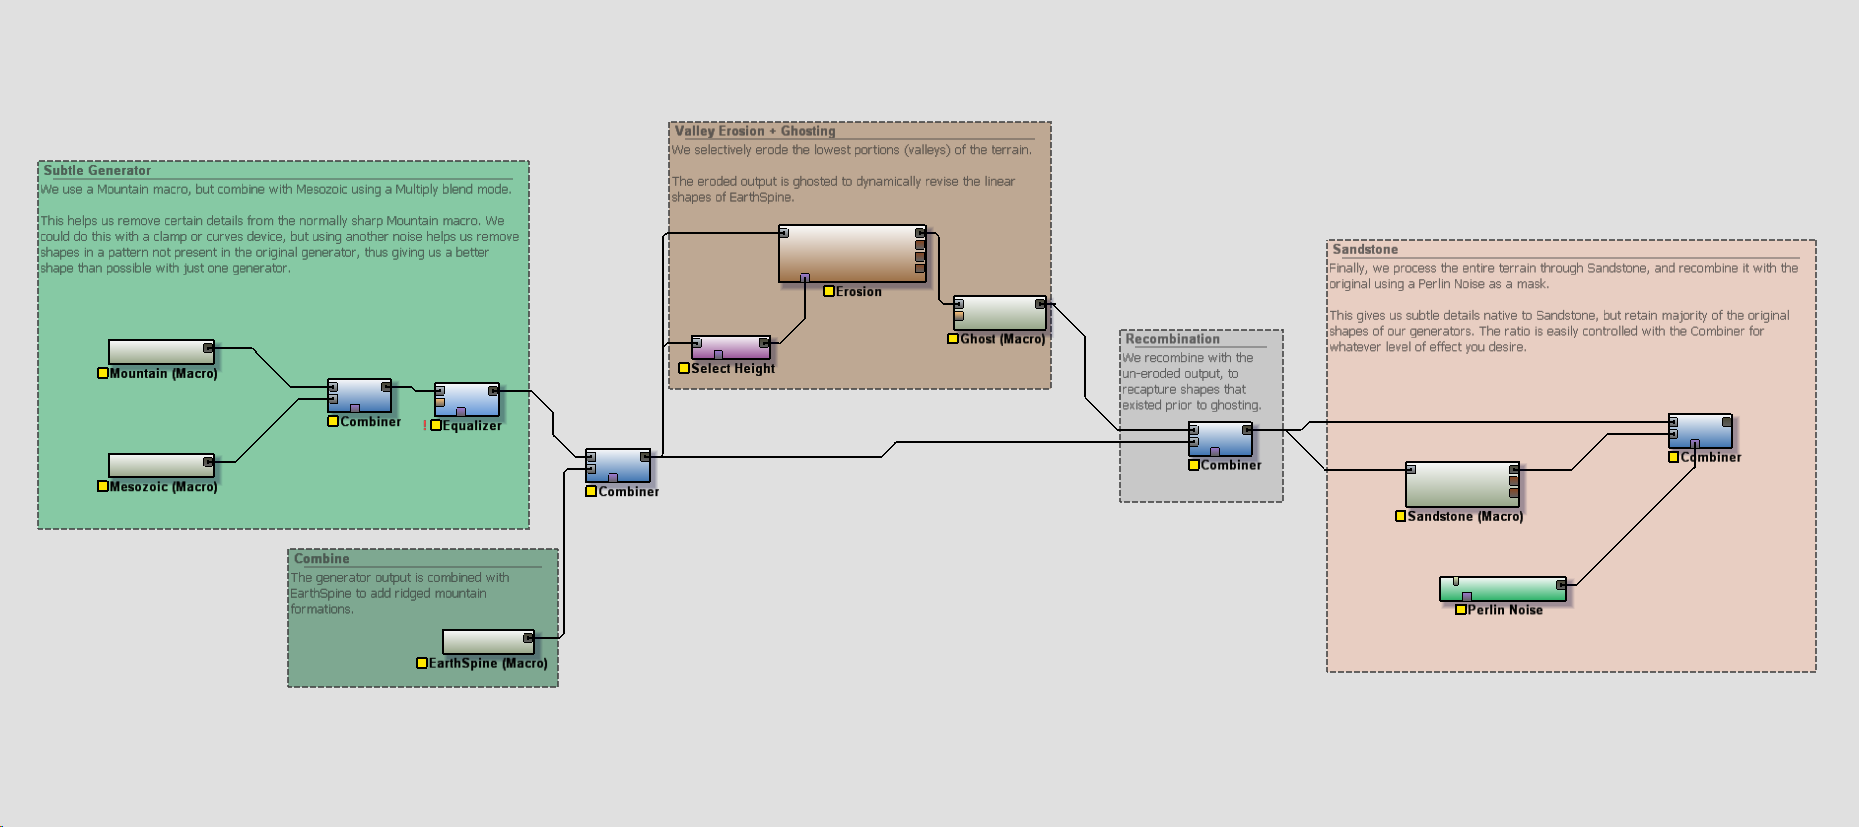 Subtle Generator
We use a Mountain macro, but combine with Mesozoic using a Multiply blend mode.
This helps us remove certain details from the normally sharp Mountain macro. We
could do this with a clamp or curves device, but using another noise helps us remove
shapes in a pattern not present in the original generator, thus giving us a better
shape than possible with just one generator.
Mountain (Macro)
Combiner
! Equalizer
Mesozoic (Macro)
Combine
The generator output is combined with
EarthSpine to add ridged mountain
formations.
EarthSpine (Macro)
Combiner
Valley Erosion + Ghosting
We selectively erode the lowest portions (valleys) of the terrain.
The eroded output is ghosted to dynamically revise the linear
shapes of EarthSpine.
Erosion
Select Height
Ghost (Macro)
Recombination
We recombine with the
un-eroded output, to
recapture shapes that
existed prior to ghosting.
Combiner
Sandstone
Finally, we process the entire terrain through Sandstone, and recombine it with the
original using a Perlin Noise as a mask.
This gives us subtle details native to Sandstone, but retain majority of the original
shapes of our generators. The ratio is easily controlled with the Combiner for
whatever level of effect you desire.
Combiner
Sandstone (Macro)
Perlin Noise